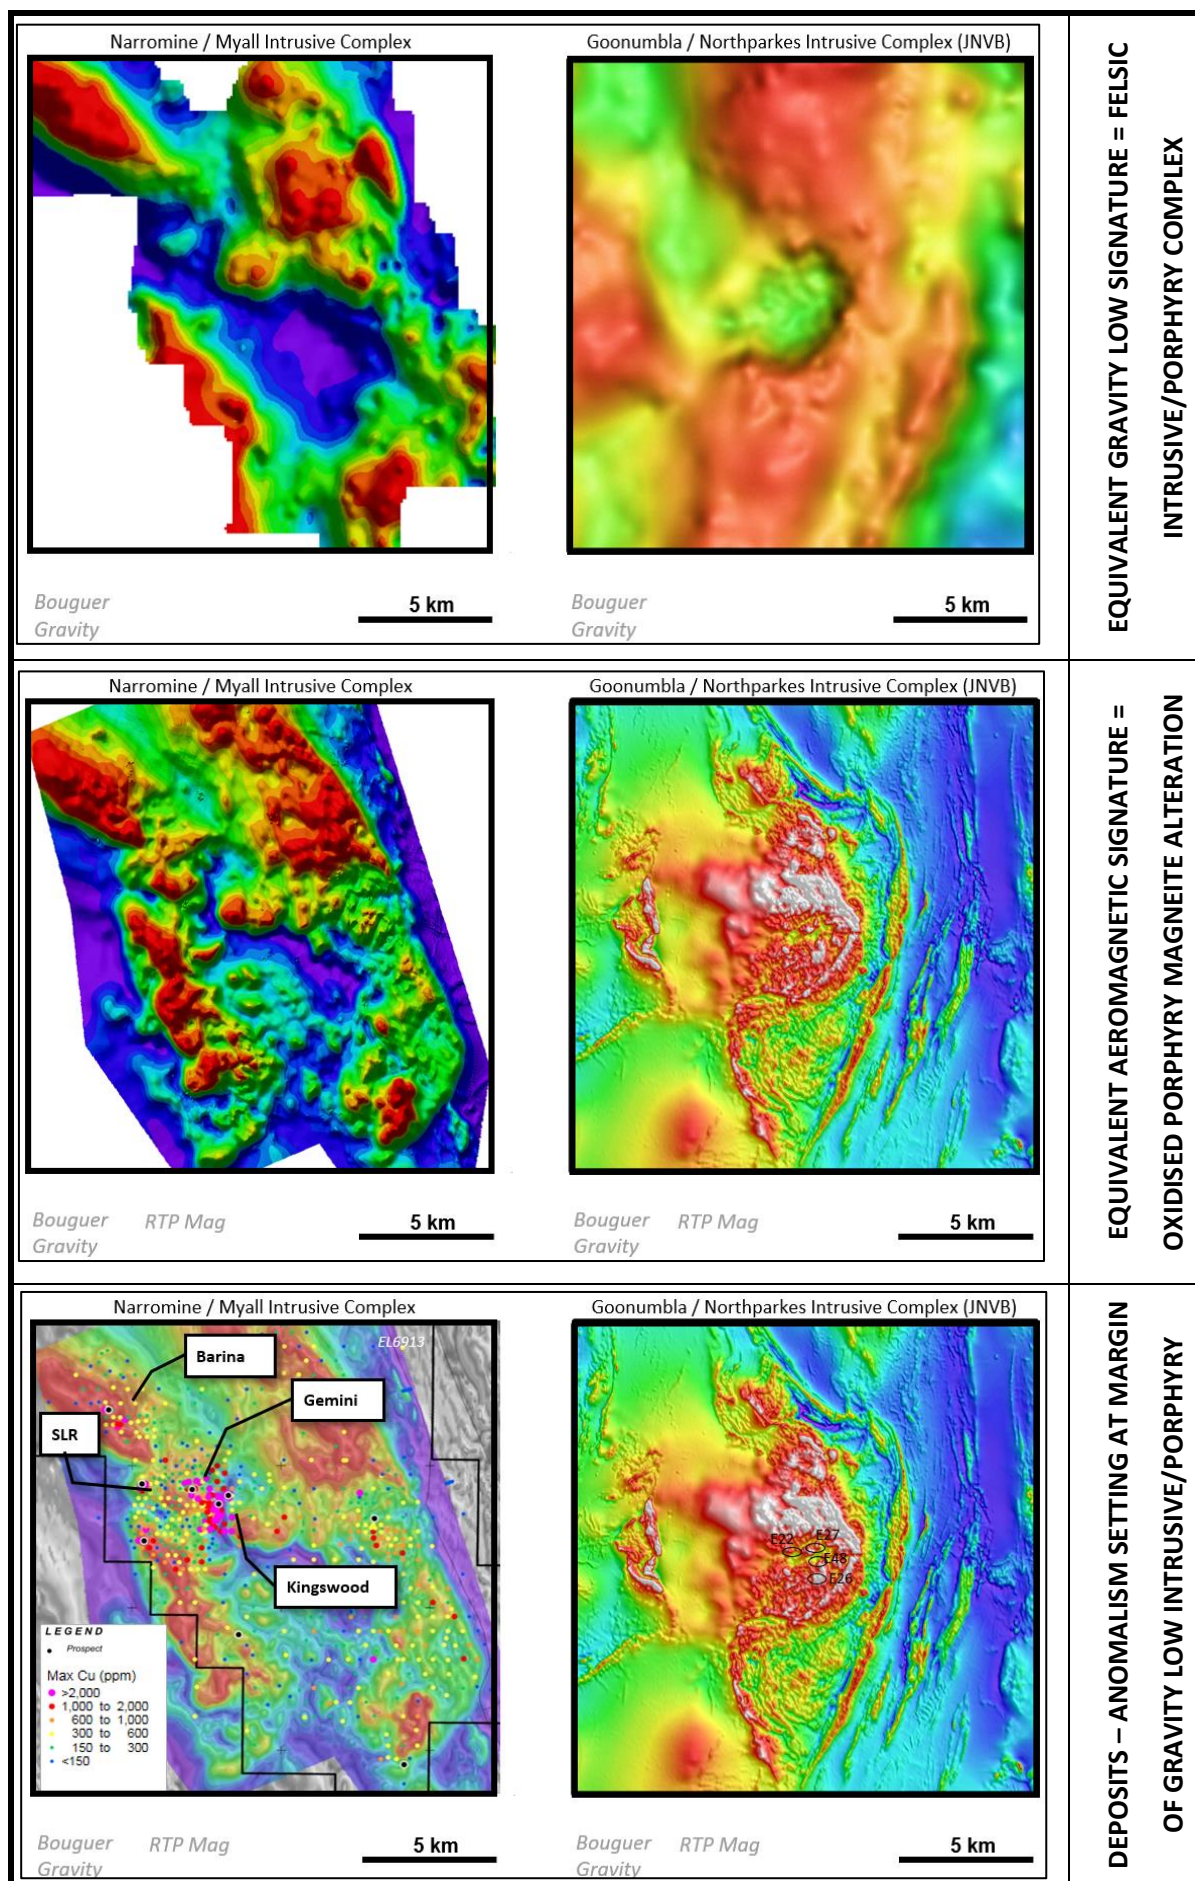 Narromine / Myall Intrusive Complex
Goonumbla / Northparkes Intrusive Complex (JNVB)
Bouguer
Gravity
5 km
Bouguer
Gravity
5 km
EQUIVALENT GRAVITY LOW SIGNATURE = FELSIC
INTRUSIVE/PORPHYRY COMPLEX
Narromine / Myall Intrusive Complex
Goonumbla / Northparkes Intrusive Complex (JNVB)
Bouguer RTP Mag
Gravity
5 km
Bouguer RTP Mag
Gravity
5 km
EQUIVALENT AEROMAGNETIC SIGNATURE =
OXIDISED PORPHYRY MAGNEITE ALTERATION
Narromine / Myall Intrusive Complex
EL6913
Barina
Gemini
SLR
Kingswood
LEGEND
Prospect
Max Cu (ppm)
>2,000
1,000 to 2,000
600 to 1,000
300 to 600
150 to 300
<150
Bouguer RTP Mag
Gravity
5 km
Goonumbla / Northparkes Intrusive Complex (JNVB)
E22
E27
E48
E26
Bouguer RTP Mag
Gravity
5 km
DEPOSITS – ANOMALISM SETTING AT MARGIN
OF GRAVITY LOW INTRUSIVE/PORPHYRY